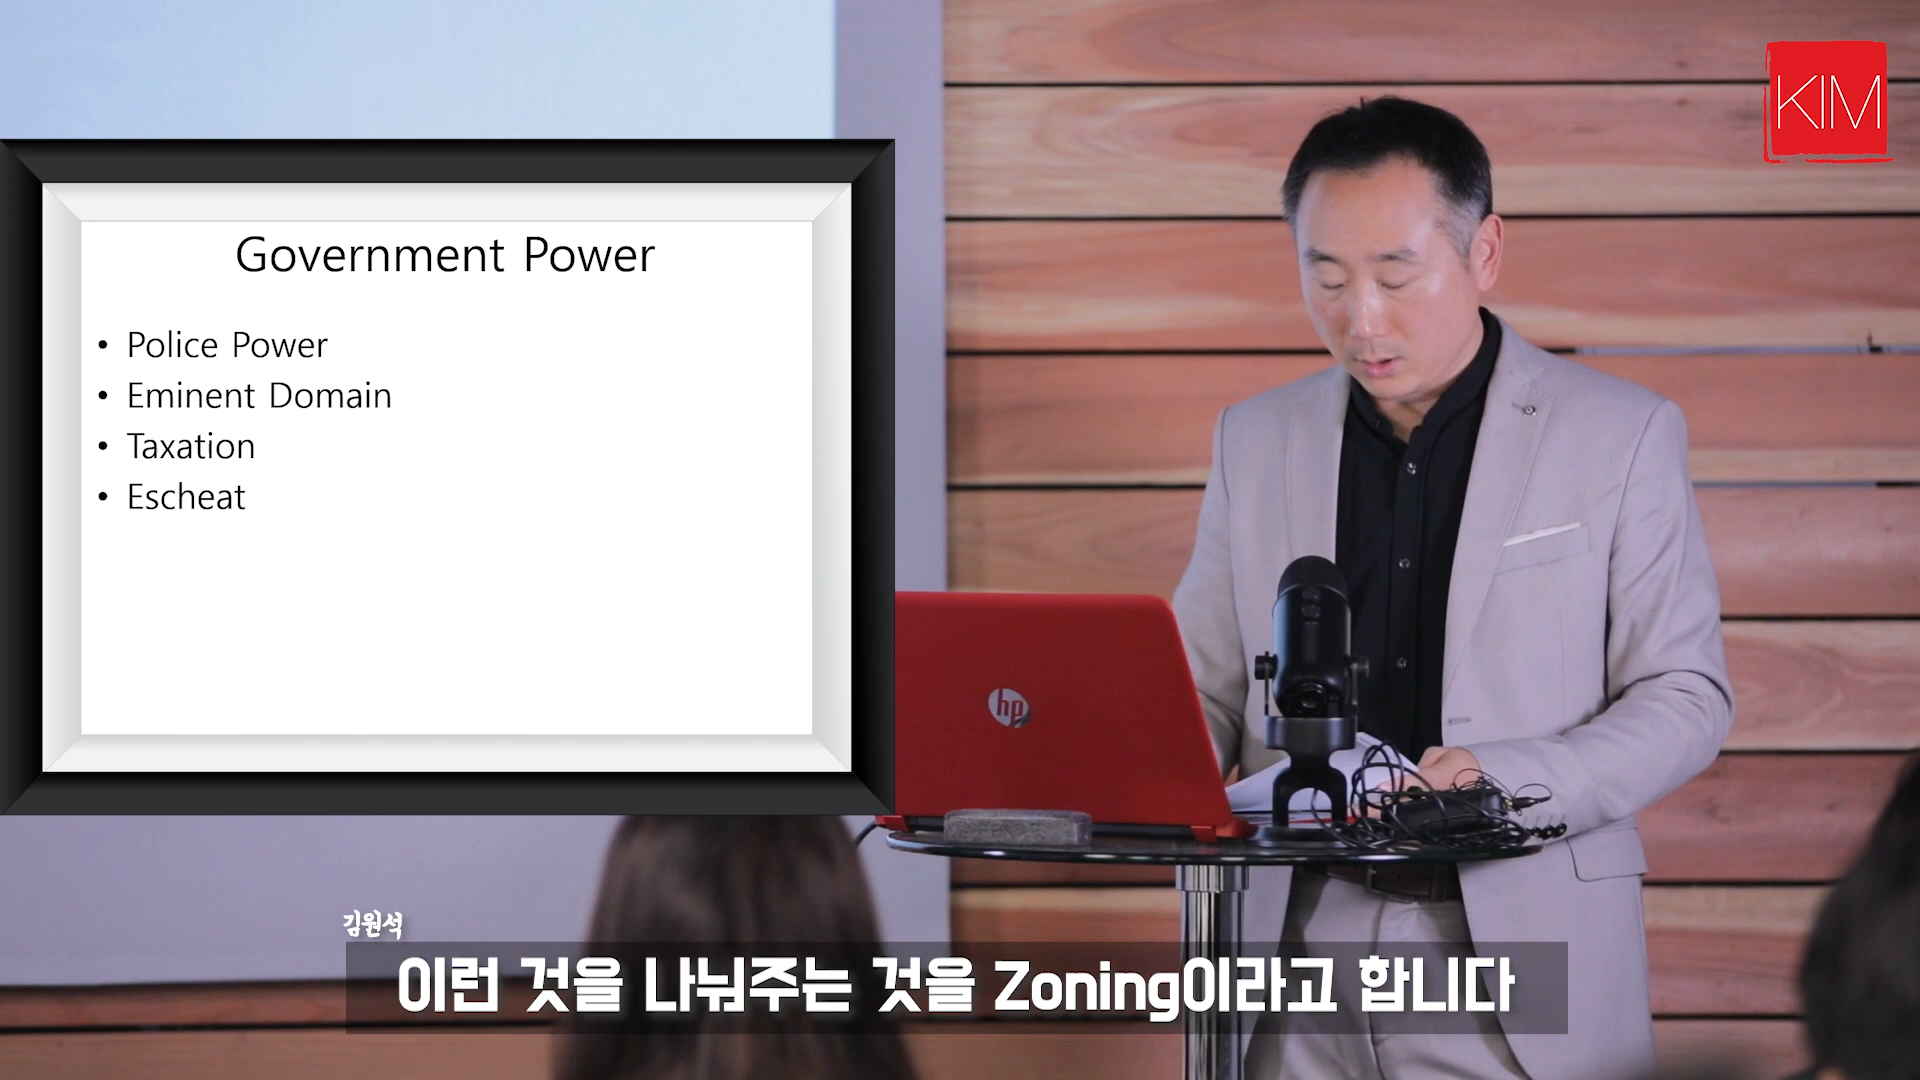 KIM
Government Power
• Police Power
• Eminent Domain
• Taxation
• Escheat
hp
김원석
이런 것을 나눠주는 것을 Zoning이라고 합니다